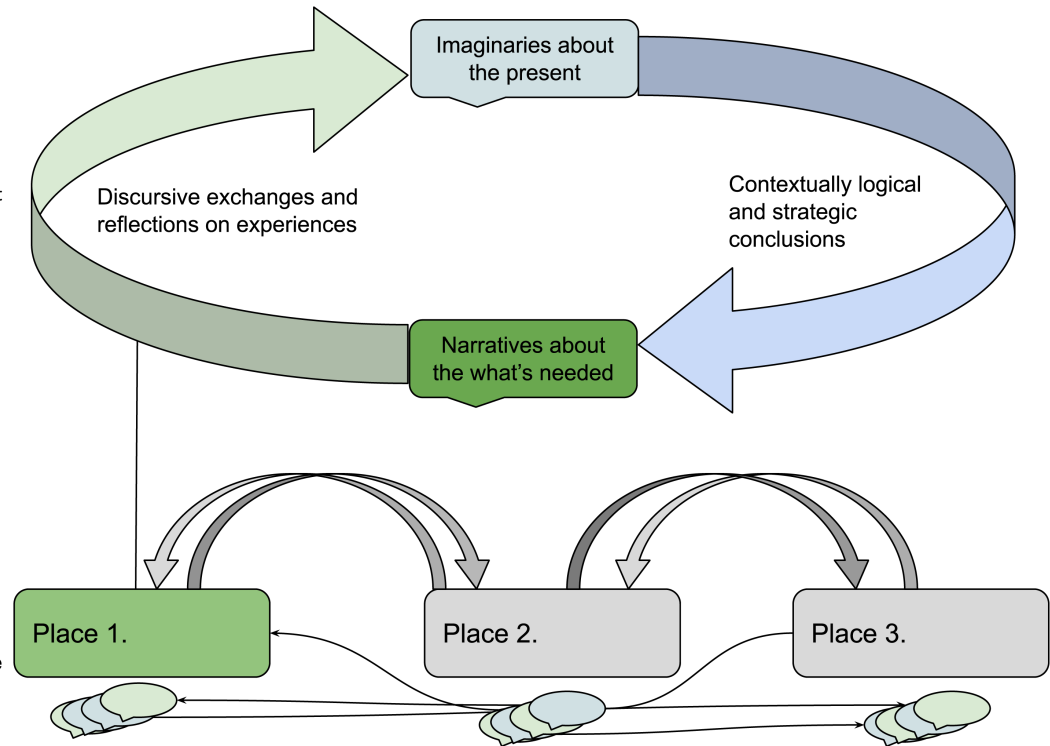 Imaginaries about
the present
Discursive exchanges and
reflections on experiences
Contextually logical
and strategic
conclusions
Narratives about
the what's needed
Place 1.
Place 2.
Place 3.